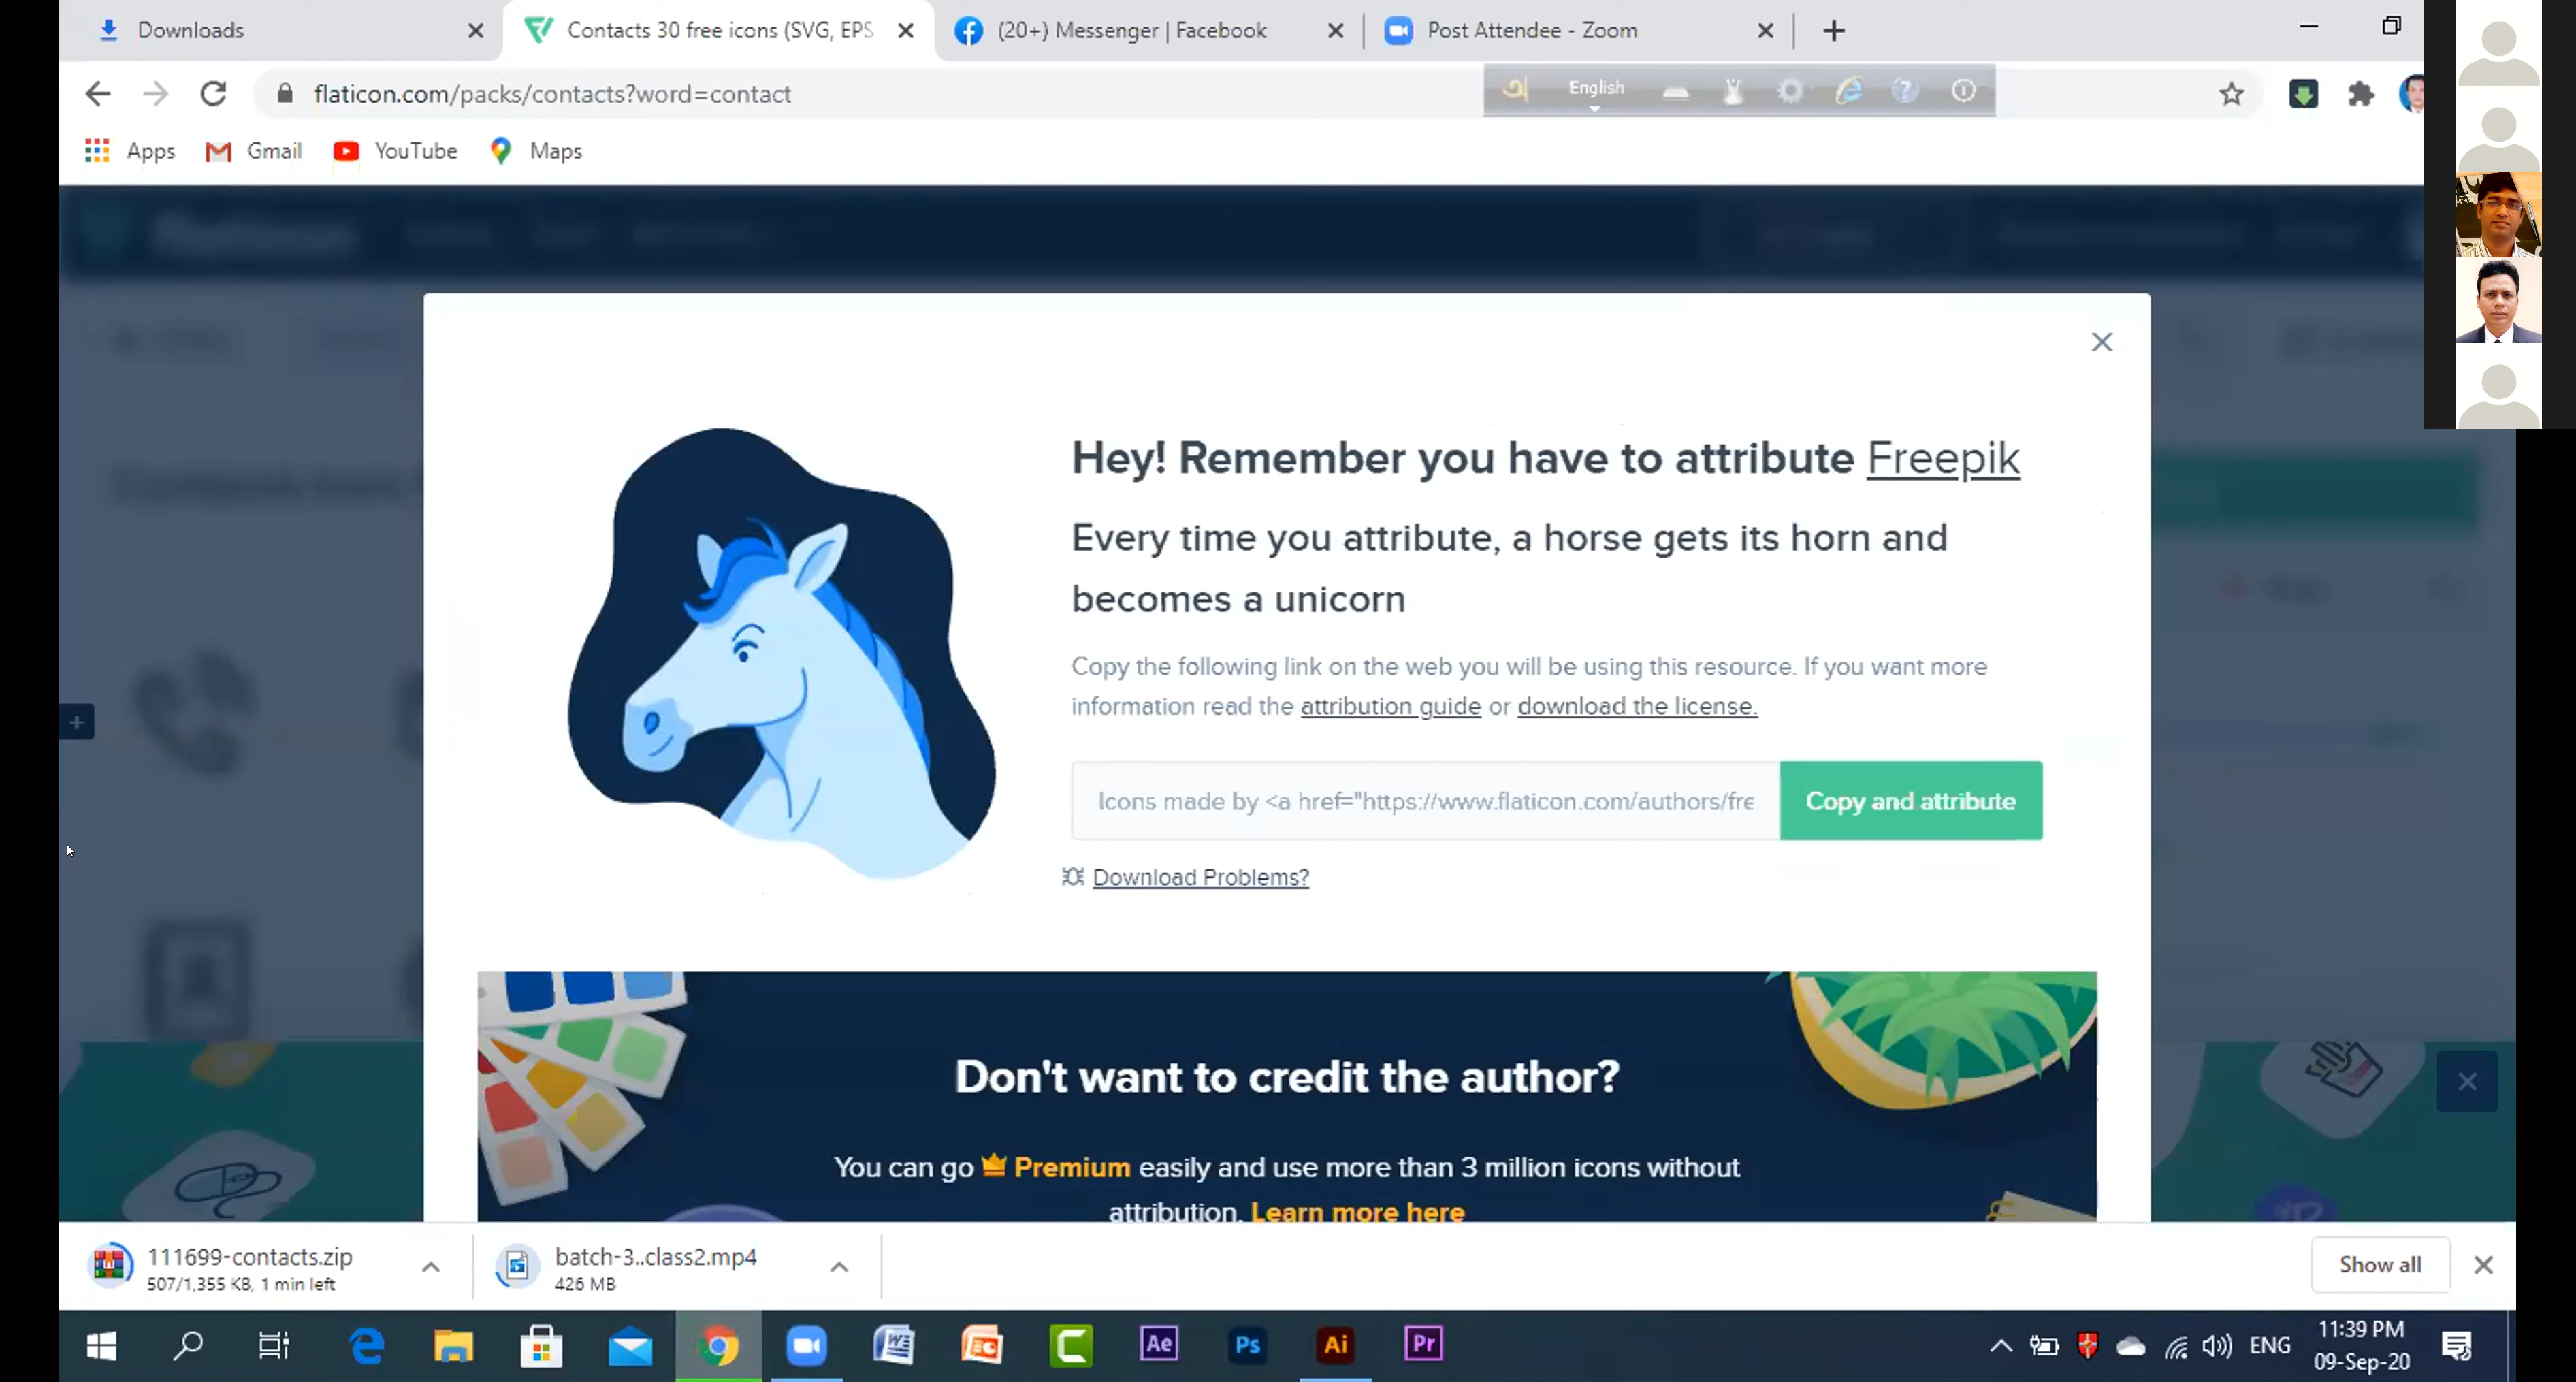 Downloads
Contacts 30 free icons (SVG, EPS
(20+) Messenger | Facebook
Post Attendee - Zoom
flaticon.com/packs/contacts?word=contact
English
Apps
Gmail
YouTube
Maps
Hey! Remember you have to attribute Freepik
Every time you attribute, a horse gets its horn and
becomes a unicorn
Copy the following link on the web you will be using this resource. If you want more
information read the attribution guide or download the license.
Icons made by <a href="https://www.flaticon.com/authors/fre
Copy and attribute
Download Problems?
Don't want to credit the author?
You can go Premium easily and use more than 3 million icons without
attribution. Learn more here
111699-contacts.zip
507/1,355 KB, 1 min left
batch-3..class2.mp4
426 MB
Show all
Ae
Ps
Ai
Pr
ENG
11:39 PM
09-Sep-20